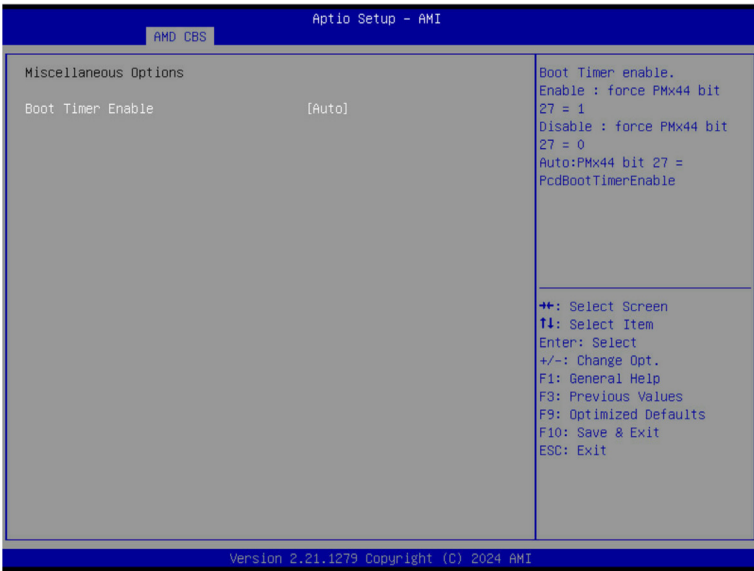 Aptio Setup - AMI
AMD CBS
Miscellaneous Options
Boot Timer Enable [Auto]
Boot Timer enable.
Enable : force PMx44 bit
27 = 1
Disable : force PMx44 bit
27 = 0
Auto:PMx44 bit 27 =
PcdBootTimerEnable
→←: Select Screen
↑↓: Select Item
Enter: Select
+/-: Change Opt.
F1: General Help
F3: Previous Values
F9: Optimized Defaults
F10: Save & Exit
ESC: Exit
Version 2.21.1279 Copyright (C) 2024 AMI